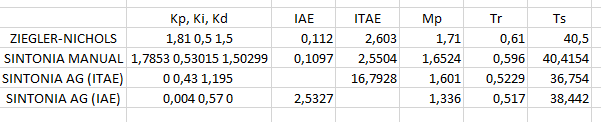 Kp, Ki, Kd IAE ITAE Mp Tr Ts
ZIEGLER-NICHOLS 1,81 0,5 1,5 0,112 2,603 1,71 0,61 40,5
SINTONIA MANUAL 1,7853 0,53015 1,50299 0,1097 2,5504 1,6524 0,596 40,4154
SINTONIA AG (ITAE) 0 0,43 1,195 16,7928 1,601 0,5229 36,754
SINTONIA AG (IAE) 0,004 0,57 0 2,5327 1,336 0,517 38,442